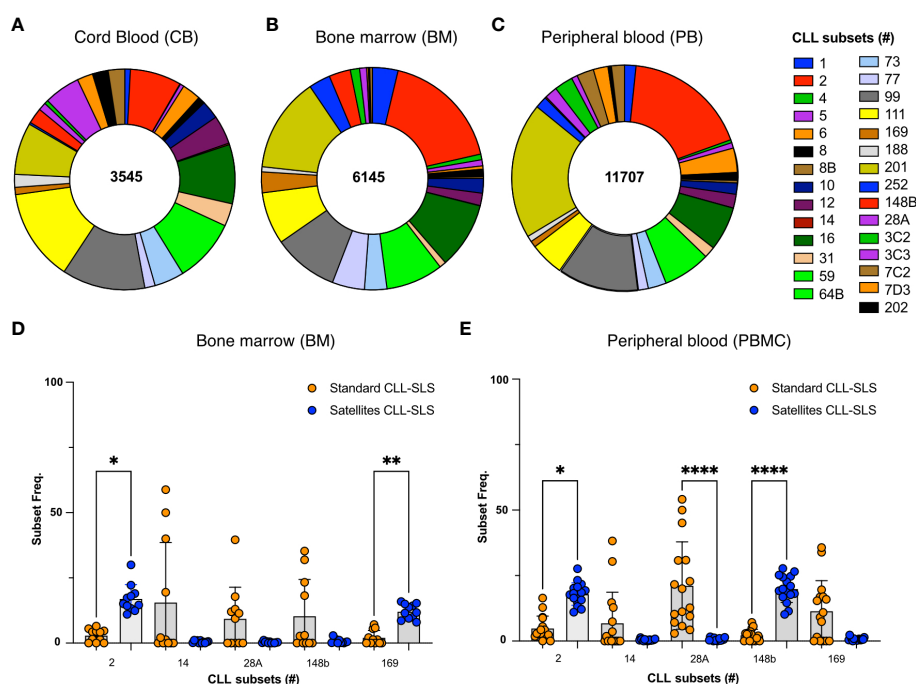 A
Cord Blood (CB)
3545
B
Bone marrow (BM)
6145
C
Peripheral blood (PB)
11707
CLL subsets (#)
1
2
4
5
6
8
8B
10
12
14
16
31
59
64B
73
77
99
111
169
188
201
252
148B
28A
3C2
3C3
7C2
7D3
202
D
Bone marrow (BM)
Standard CLL-SLS
Satellites CLL-SLS
Subset Freq.
100
50
0
* **
2 14 28A 148b 169
CLL subsets (#)
E
Peripheral blood (PBMC)
Standard CLL-SLS
Satellites CLL-SLS
Subset Freq.
100
50
0
* **** ****
2 14 28A 148b 169
CLL subsets (#)